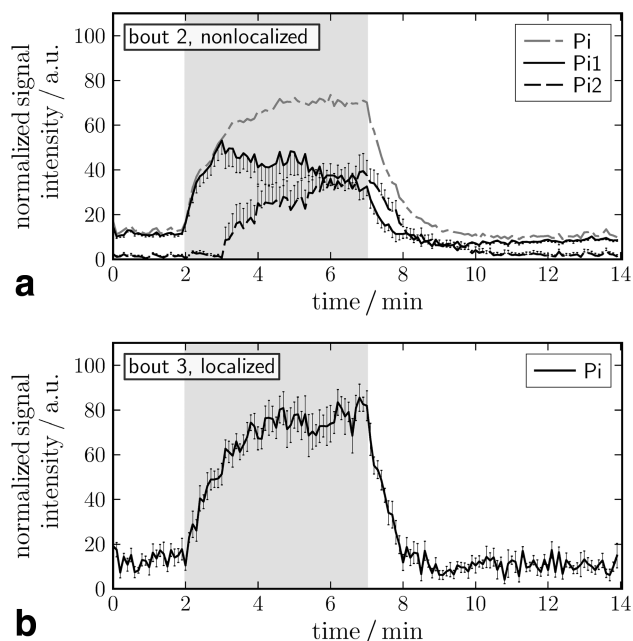 bout 2, nonlocalized
Pi
Pi1
Pi2
normalized signal
intensity / a.u.
100
80
60
40
20
0
0 2 4 6 8 10 12 14
time / min
a
bout 3, localized
Pi
normalized signal
intensity / a.u.
100
80
60
40
20
0
0 2 4 6 8 10 12 14
time / min
b